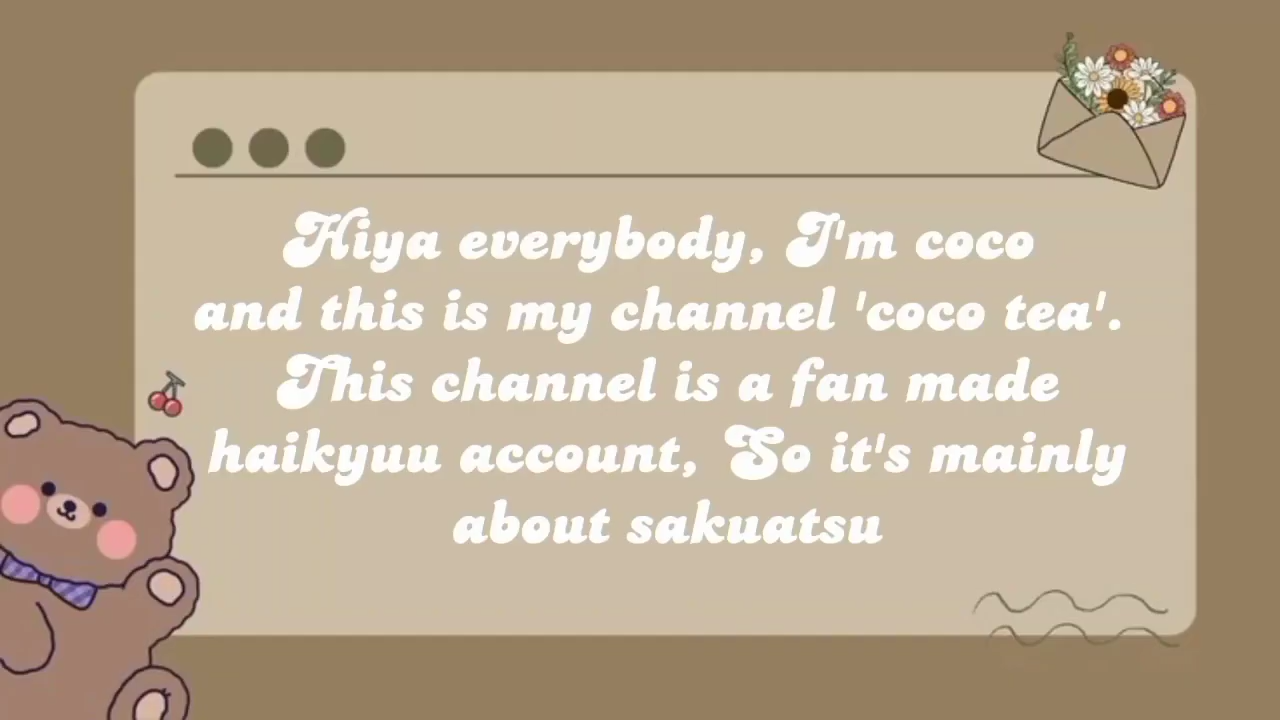 Hiya everybody, I'm coco
and this is my channel 'coco tea'.
This channel is a fan made
haikyuu account, So it's mainly
about sakuatsu